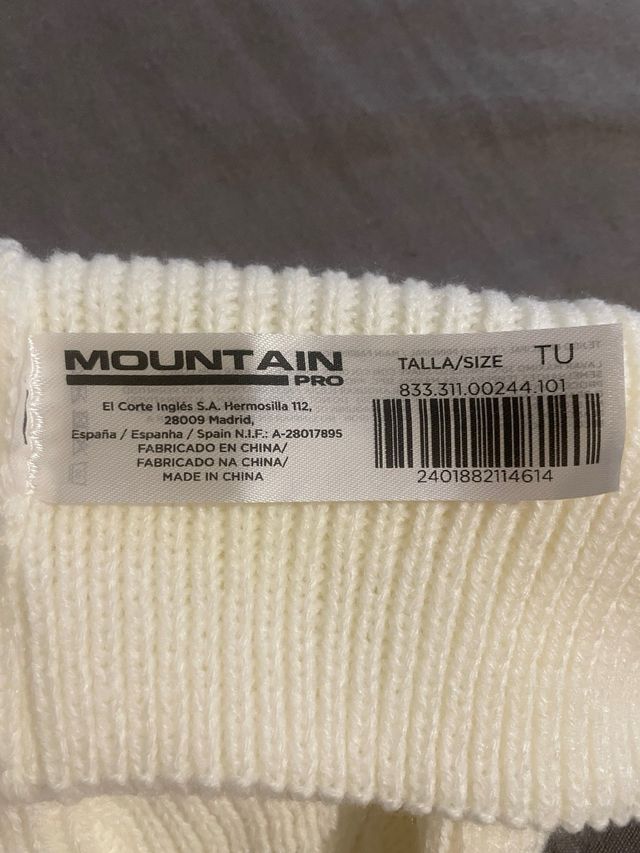 MOUNTAIN
PRO
El Corte Inglés S.A. Hermosilla 112,
28009 Madrid,
España / Espanha / Spain N.I.F.: A-28017895
FABRICADO EN CHINA/
FABRICADO NA CHINA/
MADE IN CHINA
TALLA/SIZE TU
833.311.00244.101
2401882114614